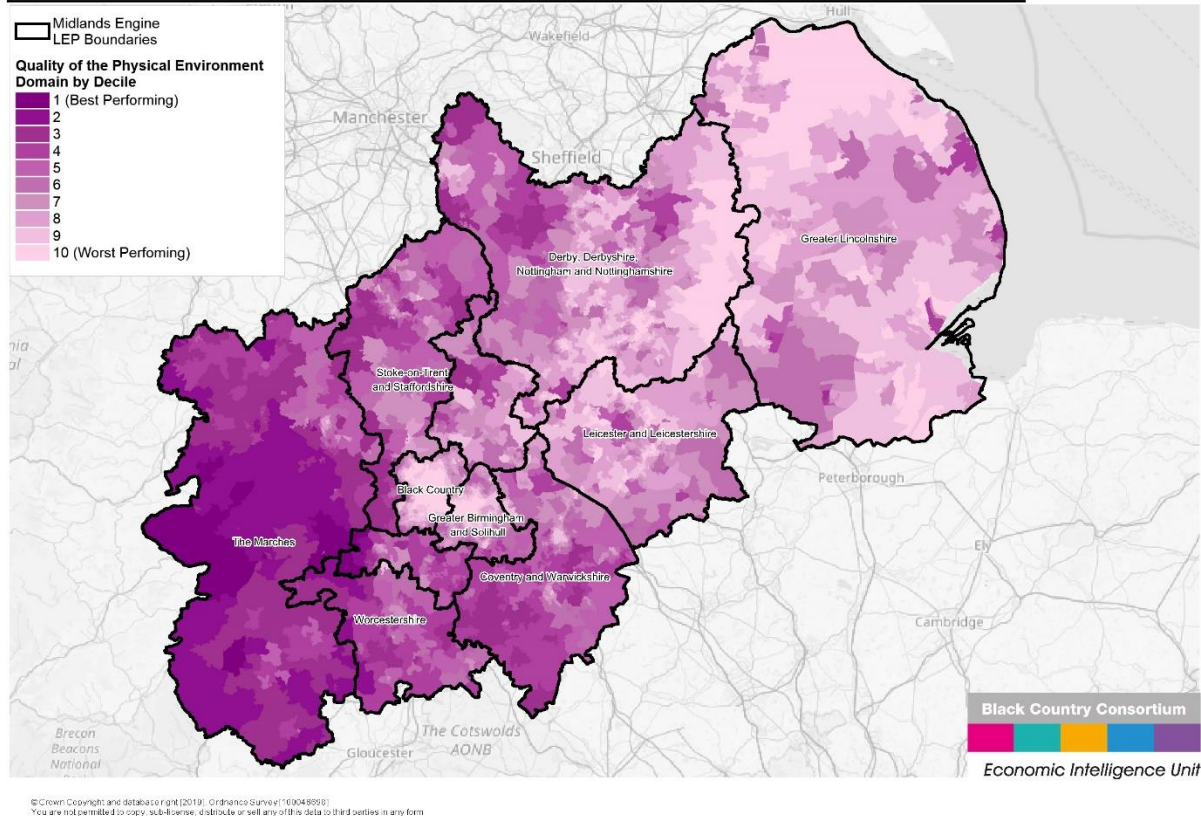 Midlands Engine
LEP Boundaries
Quality of the Physical Environment
Domain by Decile
1 (Best Performing)
2
3
4
5
6
7
8
9
10 (Worst Perfoming)
Hull
Wakefield
Manchester
Sheffield
Derby, Derbyshire,
Nottingham and Nottinghamshire
Greater Lincolnshire
Stoke-on-Trent
and Staffordshire
Leicester and Leicestershire
Peterborough
Black Country
Greater Birmingham
and Solihull
The Marches
Ely
Coventry and Warwickshire
Worcestershire
Cambridge
The Cotswolds
AONB
Gloucester
Brecon
Beacons
National
Black Country Consortium
Economic Intelligence Unit
© Crown Copyright and database right [2019]. Ordnance Survey [100048698]
You are not permitted to copy, sub-license, distribute or sell any of this data to third parties in any form